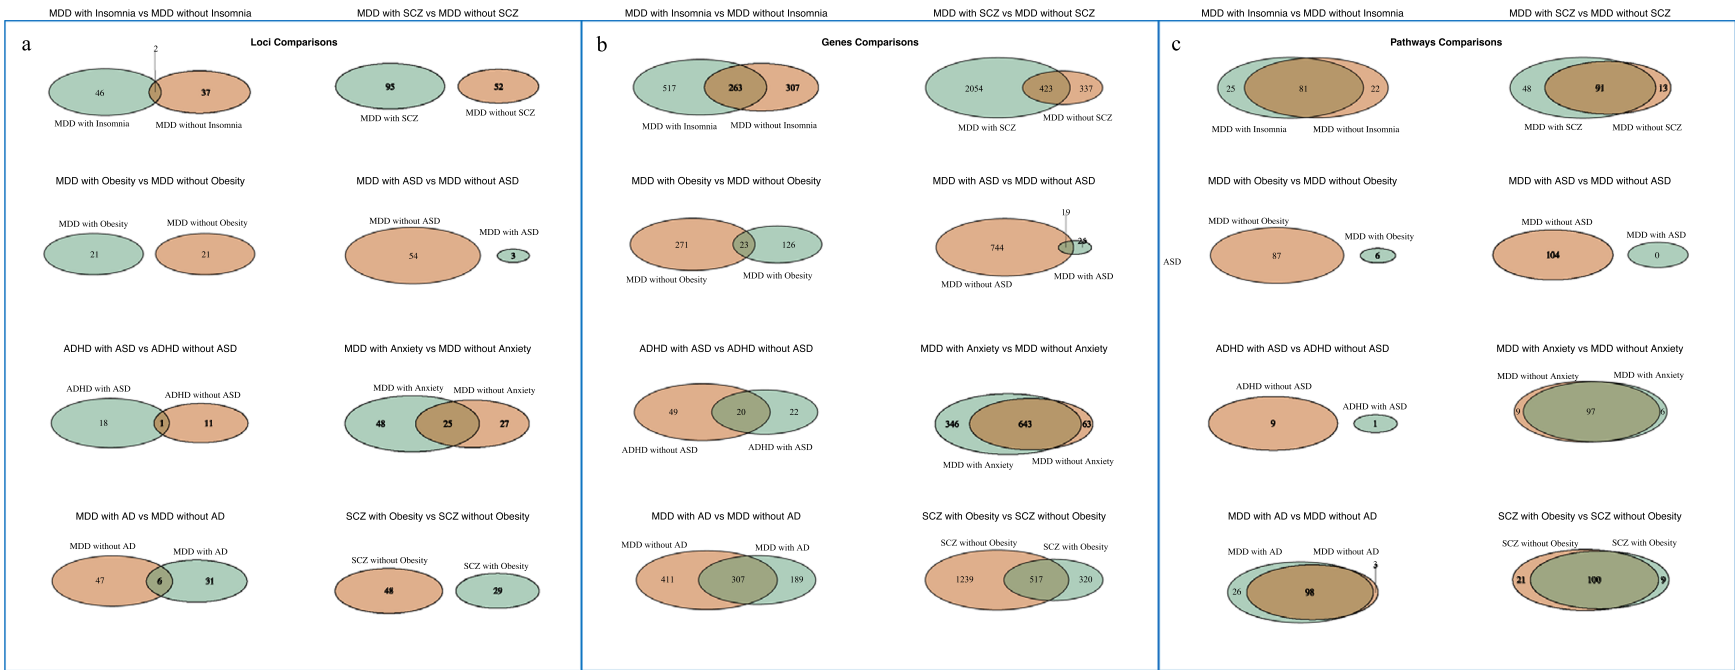 MDD with Insomnia vs MDD without Insomnia
MDD with SCZ vs MDD without SCZ
MDD with Insomnia vs MDD without Insomnia
MDD with SCZ vs MDD without SCZ
MDD with Insomnia vs MDD without Insomnia
MDD with SCZ vs MDD without SCZ
a
Loci Comparisons
2
46
37
MDD with Insomnia
MDD without Insomnia
95
52
MDD with SCZ
MDD without SCZ
MDD with Obesity vs MDD without Obesity
MDD with ASD vs MDD without ASD
MDD with Obesity
MDD without Obesity
21
21
MDD without ASD
MDD with ASD
54
3
ADHD with ASD vs ADHD without ASD
MDD with Anxiety vs MDD without Anxiety
ADHD with ASD
ADHD without ASD
18
1
11
MDD with Anxiety
MDD without Anxiety
48
25
27
MDD with AD vs MDD without AD
SCZ with Obesity vs SCZ without Obesity
MDD without AD
MDD with AD
47
6
31
SCZ without Obesity
SCZ with Obesity
48
29
b
Genes Comparisons
517
263
307
MDD with Insomnia
MDD without Insomnia
2054
423
337
MDD with SCZ
MDD without SCZ
MDD with Obesity vs MDD without Obesity
MDD with ASD vs MDD without ASD
271
23
126
MDD without Obesity
MDD with Obesity
19
744
MDD without ASD
MDD with ASD
ADHD with ASD vs ADHD without ASD
MDD with Anxiety vs MDD without Anxiety
49
20
22
ADHD without ASD
ADHD with ASD
346
643
63
MDD with Anxiety
MDD without Anxiety
MDD with AD vs MDD without AD
SCZ with Obesity vs SCZ without Obesity
MDD without AD
MDD with AD
411
307
189
SCZ without Obesity
SCZ with Obesity
1239
517
320
c
Pathways Comparisons
25
81
22
MDD with Insomnia
MDD without Insomnia
48
91
13
MDD with SCZ
MDD without SCZ
MDD with Obesity vs MDD without Obesity
MDD with ASD vs MDD without ASD
MDD without Obesity
MDD with Obesity
87
6
ASD
MDD without ASD
MDD with ASD
104
0
ADHD with ASD vs ADHD without ASD
MDD with Anxiety vs MDD without Anxiety
ADHD without ASD
ADHD with ASD
9
1
MDD without Anxiety
MDD with Anxiety
9
97
6
MDD with AD vs MDD without AD
SCZ with Obesity vs SCZ without Obesity
MDD with AD
MDD without AD
3
26
98
SCZ without Obesity
SCZ with Obesity
21
100
9